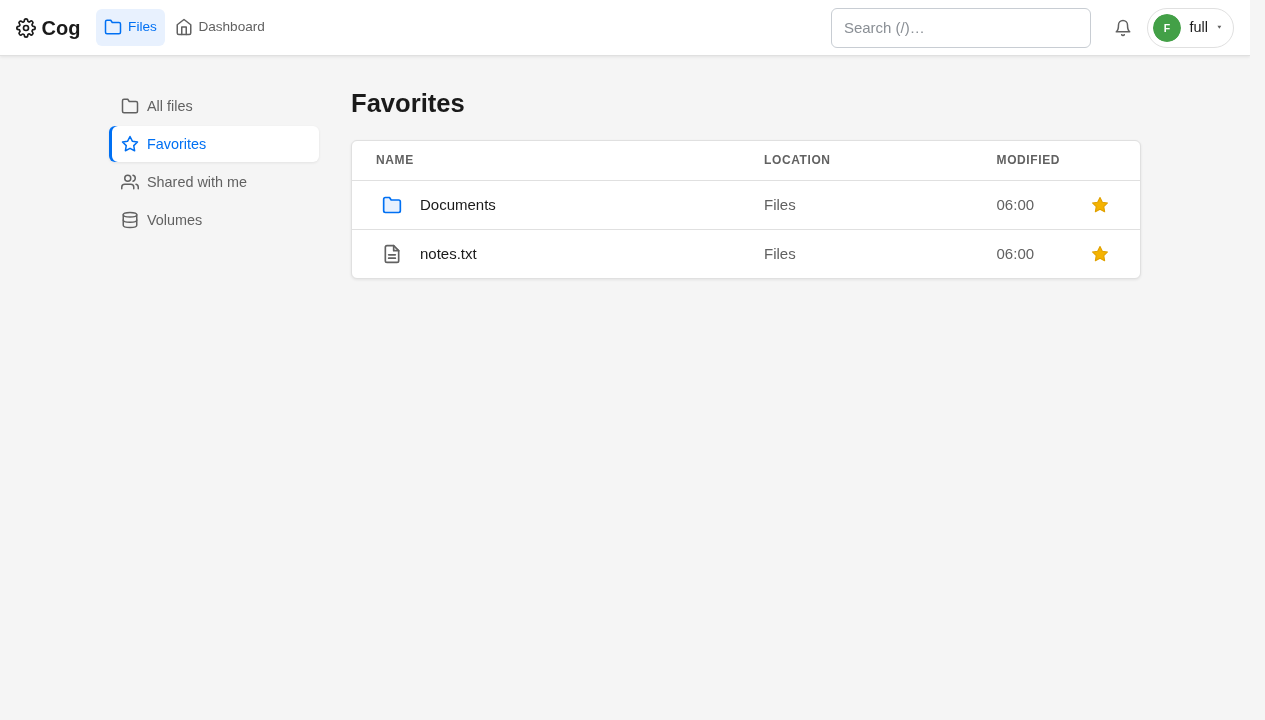 Cog
Files
Dashboard
Search (/)…
F
full
All files
Favorites
Shared with me
Volumes
Favorites
NAME LOCATION MODIFIED
Documents Files 06:00
notes.txt Files 06:00